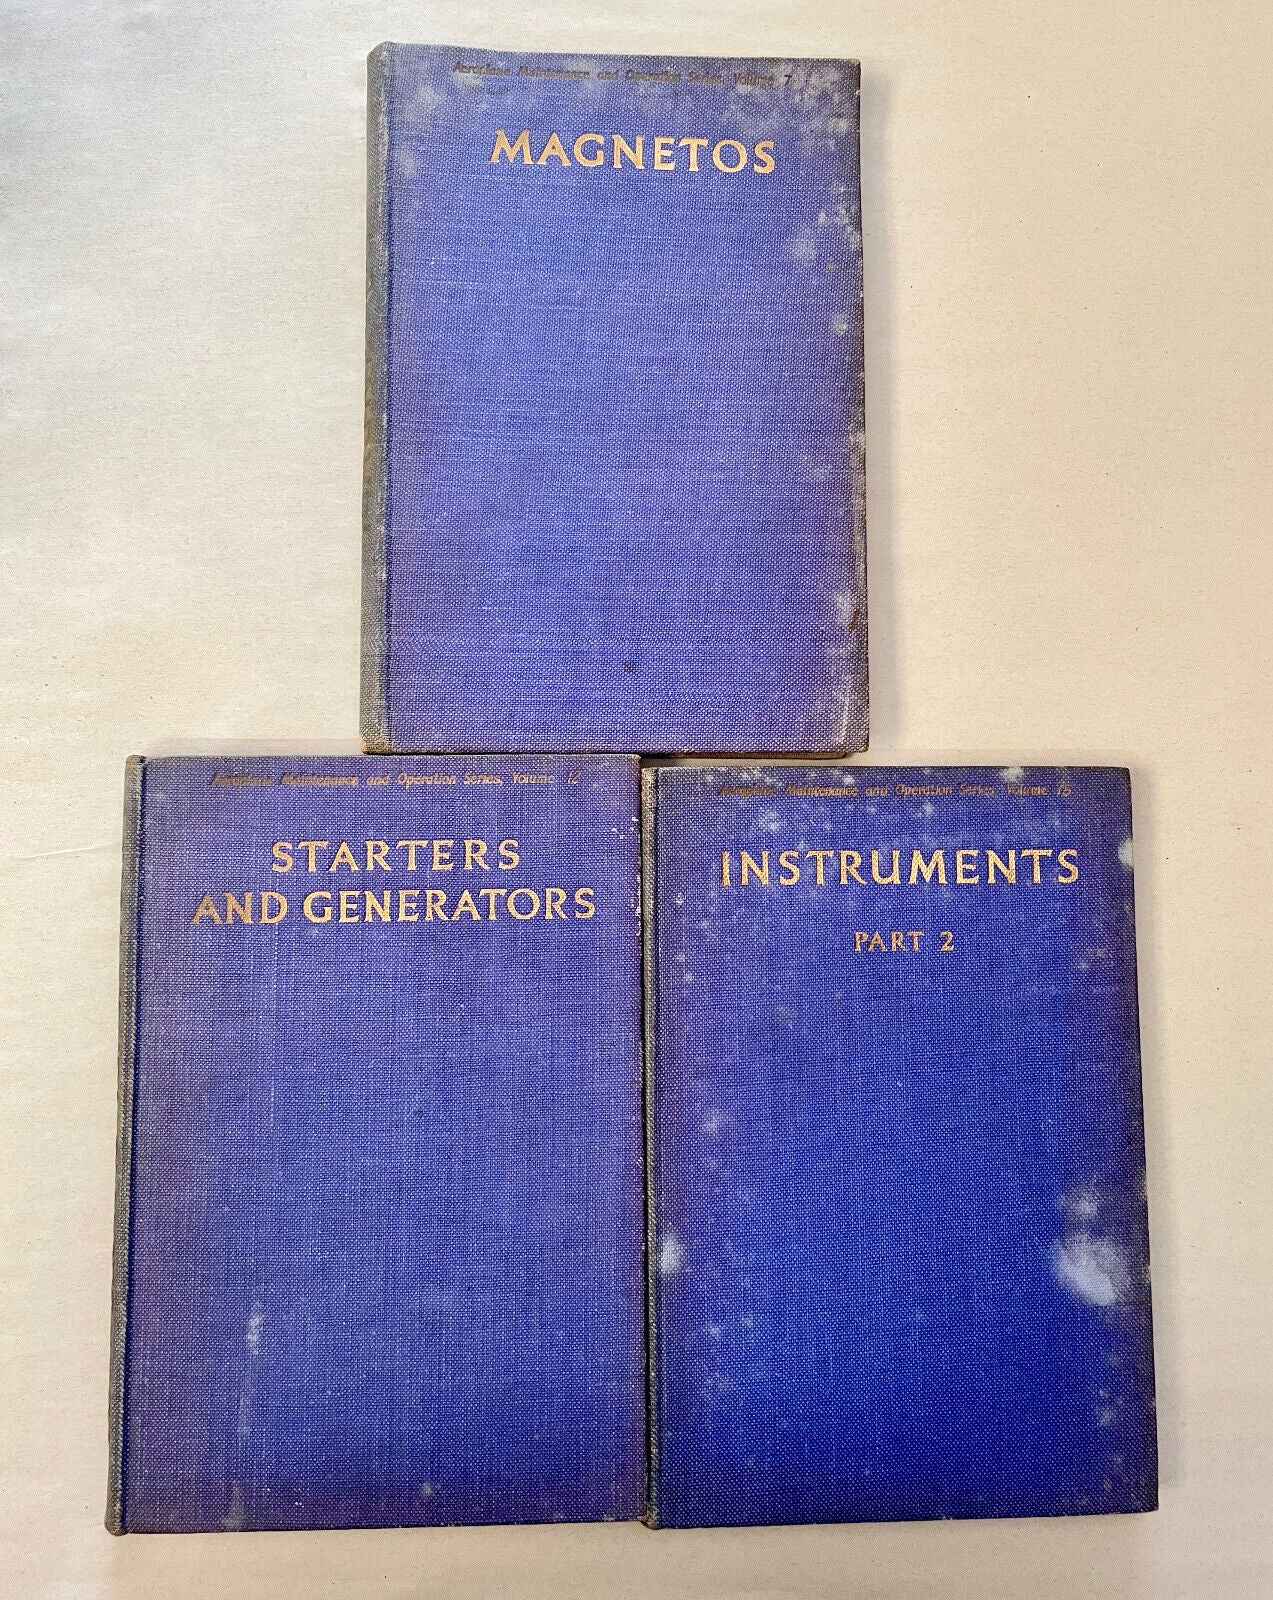 Aeroplane Maintenance and Operation Series, Volume 7
MAGNETOS
Aeroplane Maintenance and Operation Series, Volume 12
STARTERS
AND GENERATORS
Aeroplane Maintenance and Operation Series, Volume 15
INSTRUMENTS
PART 2